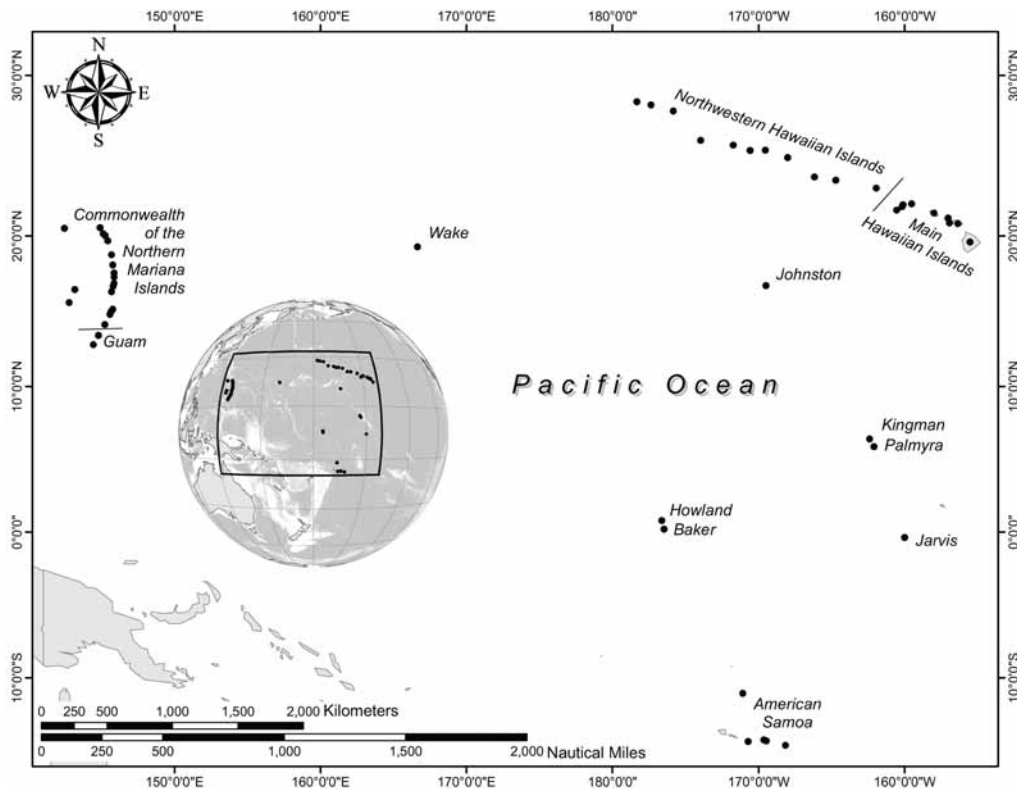 150°0'0"E 160°0'0"E 170°0'0"E 180°0'0" 170°0'0"W 160°0'0"W
30°0'0"N
30°0'0"N
N
W E
S
Northwestern Hawaiian Islands
Commonwealth
of the
Northern
Mariana
Islands
20°0'0"N
20°0'0"N
Wake
Main
Hawaiian Islands
Johnston
Guam
10°0'0"N
10°0'0"N
Pacific Ocean
Kingman
Palmyra
Howland
Baker
Jarvis
0°0'0"
0°0'0"
10°0'0"S
10°0'0"S
American
Samoa
0 250 500 1,000 1,500 2,000 Kilometers
0 250 500 1,000 1,500 2,000 Nautical Miles
150°0'0"E 160°0'0"E 170°0'0"E 180°0'0" 170°0'0"W 160°0'0"W